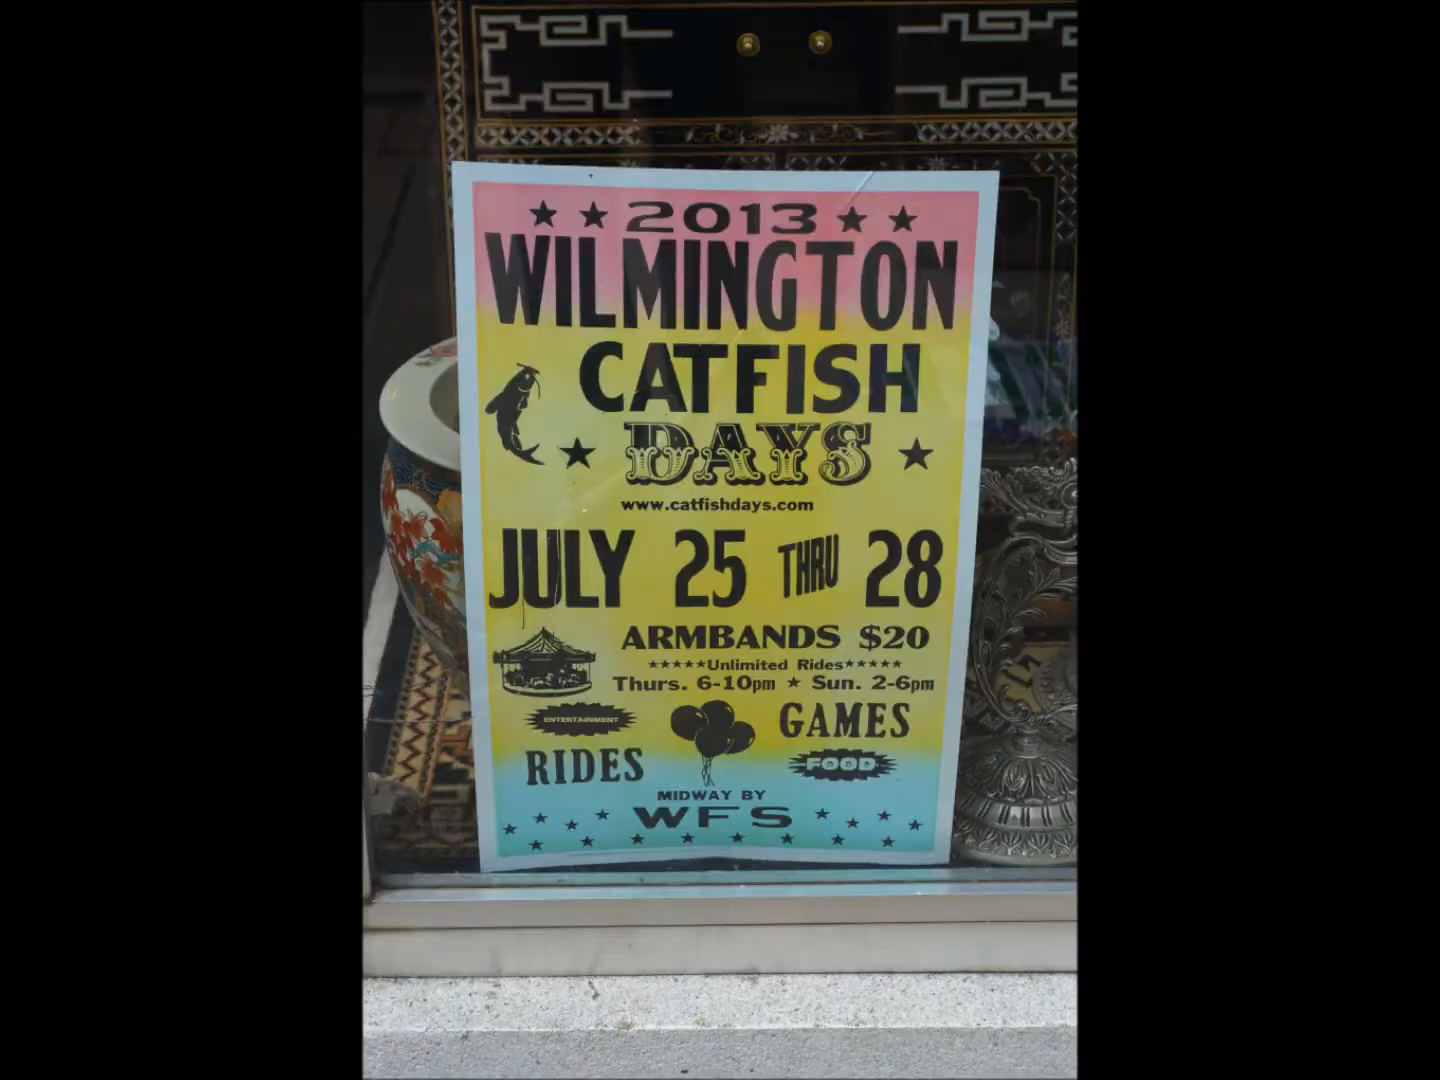 2013
WILMINGTON
CATFISH
DAYS
www.catfishdays.com
JULY 25 THRU 28
ARMBANDS $20
*****Unlimited Rides*****
Thurs. 6-10pm ★ Sun. 2-6pm
ENTERTAINMENT
GAMES
RIDES
FOOD
MIDWAY BY
WFS